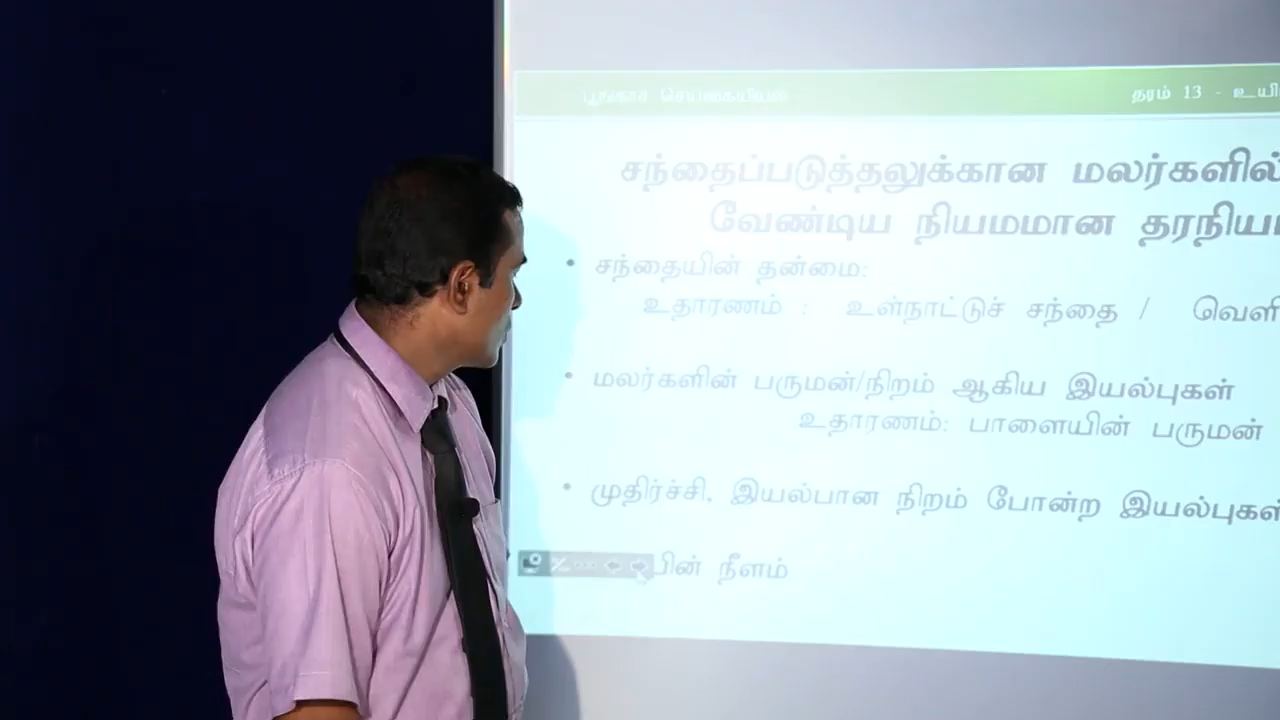 பூக்களைச் செய்கையியல் தரம் 13 - உயி
சந்தைப்படுத்தலுக்கான மலர்களில்
வேண்டிய நியமமான தரநிய
• சந்தையின் தன்மை:
உதாரணம் : உள்நாட்டுச் சந்தை / வெளி
• மலர்களின் பருமன்/நிறம் ஆகிய இயல்புகள்
உதாரணம்: பாளையின் பருமன்
• முதிர்ச்சி, இயல்பான நிறம் போன்ற இயல்புகள்
பின் நீளம்